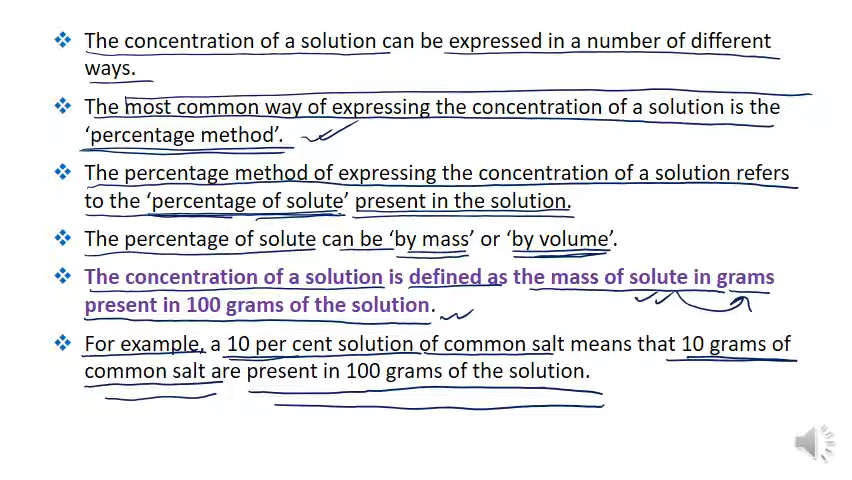 The concentration of a solution can be expressed in a number of different
ways.
The most common way of expressing the concentration of a solution is the
‘percentage method’.
The percentage method of expressing the concentration of a solution refers
to the ‘percentage of solute’ present in the solution.
The percentage of solute can be ‘by mass’ or ‘by volume’.
The concentration of a solution is defined as the mass of solute in grams
present in 100 grams of the solution.
For example, a 10 per cent solution of common salt means that 10 grams of
common salt are present in 100 grams of the solution.